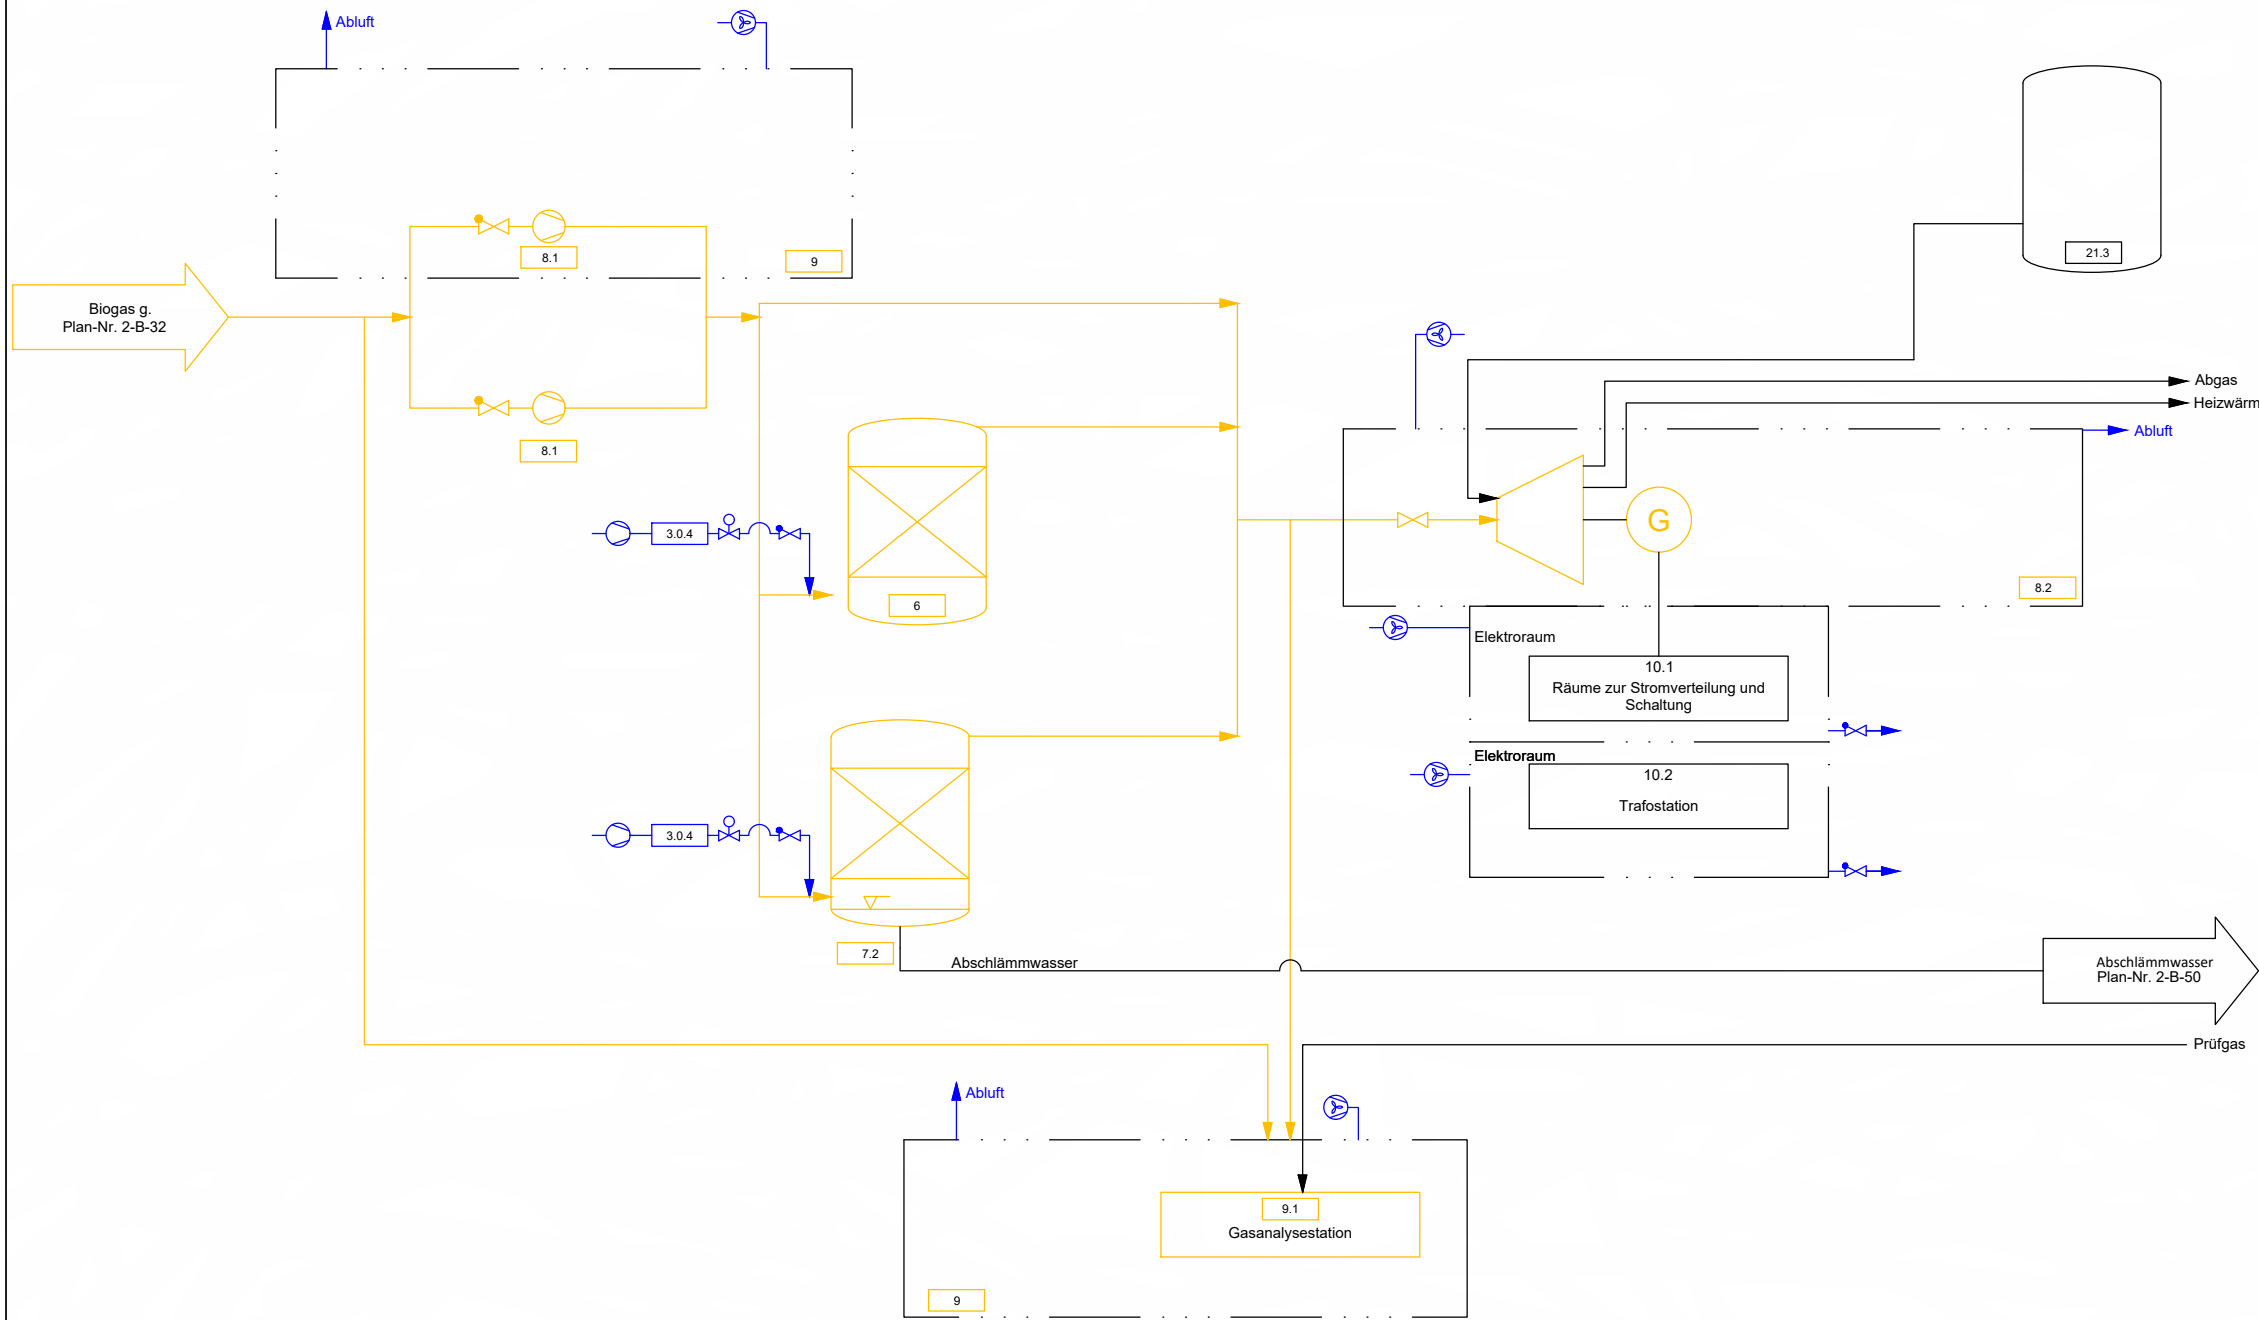 Abluft
21.3
8.1
9
Biogas g.
Plan-Nr. 2-B-32
Abgas
Heizwärm
Abluft
8.1
G
3.0.4
8.2
6
Elektroraum
10.1
Räume zur Stromverteilung und
Schaltung
Elektroraum
10.2
Trafostation
3.0.4
7.2
Abschlämmwasser
Abschlämmwasser
Plan-Nr. 2-B-50
Prüfgas
Abluft
9.1
Gasanalysestation
9